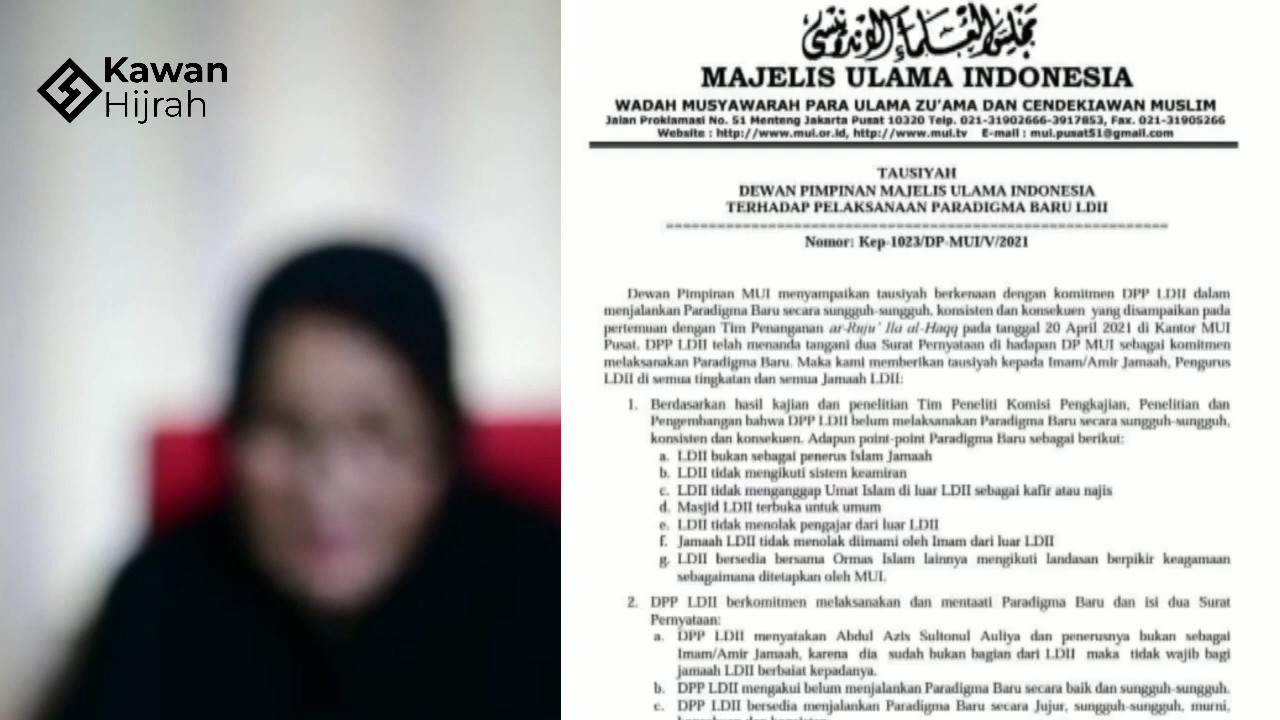 Kawan
Hijrah
مجلس العلماء الإندونيسي
MAJELIS ULAMA INDONESIA
WADAH MUSYAWARAH PARA ULAMA ZU'AMA DAN CENDEKIAWAN MUSLIM
Jalan Proklamasi No. 51 Menteng Jakarta Pusat 10320 Telp. 021-31902666-3917853, Fax. 021-31905266
Website : http://www.mui.or.id, http://www.mui.tv E-mail : mui.pusat51@gmail.com
TAUSIYAH
DEWAN PIMPINAN MAJELIS ULAMA INDONESIA
TERHADAP PELAKSANAAN PARADIGMA BARU LDII
Nomor: Kep-1023/DP-MUI/V/2021
Dewan Pimpinan MUI menyampaikan tausiyah berkenaan dengan komitmen DPP LDII dalam
menjalankan Paradigma Baru secara sungguh-sungguh, konsisten dan konsekuen yang disampaikan pada
pertemuan dengan Tim Penanganan ar-Ruju' Ila al-Haqq pada tanggal 20 April 2021 di Kantor MUI
Pusat. DPP LDII telah menanda tangani dua Surat Pernyataan di hadapan DP MUI sebagai komitmen
melaksanakan Paradigma Baru. Maka kami memberikan tausiyah kepada Imam/Amir Jamaah, Pengurus
LDII di semua tingkatan dan semua Jamaah LDII:
1. Berdasarkan hasil kajian dan penelitian Tim Peneliti Komisi Pengkajian, Penelitian dan
Pengembangan bahwa DPP LDII belum melaksanakan Paradigma Baru secara sungguh-sungguh,
konsisten dan konsekuen. Adapun point-point Paradigma Baru sebagai berikut:
a. LDII bukan sebagai penerus Islam Jamaah
b. LDII tidak mengikuti sistem keamiran
c. LDII tidak menganggap Umat Islam di luar LDII sebagai kafir atau najis
d. Masjid LDII terbuka untuk umum
e. LDII tidak menolak pengajar dari luar LDII
f. Jamaah LDII tidak menolak diimami oleh Imam dari luar LDII
g. LDII bersedia bersama Ormas Islam lainnya mengikuti landasan berpikir keagamaan
sebagaimana ditetapkan oleh MUI.
2. DPP LDII berkomitmen melaksanakan dan mentaati Paradigma Baru dan isi dua Surat
Pernyataan:
a. DPP LDII menyatakan Abdul Azis Sultonul Auliya dan penerusnya bukan sebagai
Imam/Amir Jamaah, karena dia sudah bukan bagian dari LDII maka tidak wajib bagi
jamaah LDII berbaiat kepadanya.
b. DPP LDII mengakui belum menjalankan Paradigma Baru secara baik dan sungguh-sungguh.
c. DPP LDII bersedia menjalankan Paradigma Baru secara Jujur, sungguh-sungguh, murni,